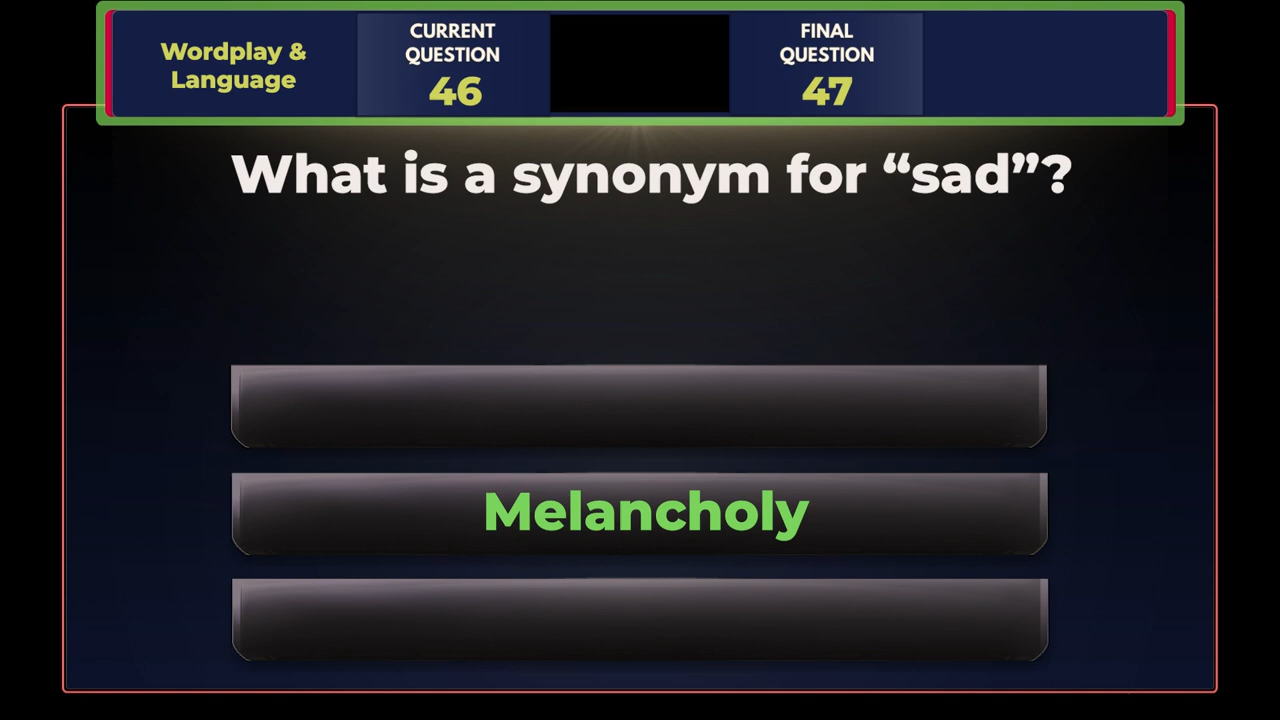 Wordplay &
Language
CURRENT
QUESTION
46
FINAL
QUESTION
47
What is a synonym for “sad”?
Melancholy